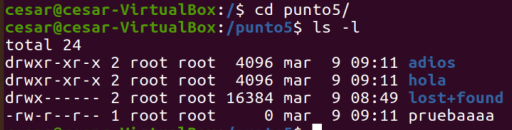 cesar@cesar-VirtualBox:/$ cd punto5/
cesar@cesar-VirtualBox:/punto5$ ls -l
total 24
drwxr-xr-x 2 root root  4096 mar  9 09:11 adios
drwxr-xr-x 2 root root  4096 mar  9 09:11 hola
drwx------ 2 root root 16384 mar  9 08:49 lost+found
-rw-r--r-- 1 root root     0 mar  9 09:11 pruebaaaa
cesar@cesar-VirtualBox:/punto5$